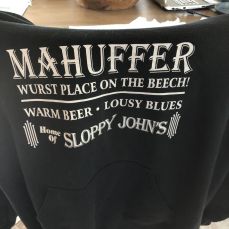 MAHUFFER
WURST PLACE ON THE BEECH!
WARM BEER • LOUSY BLUES
Home Of SLOPPY JOHN'S